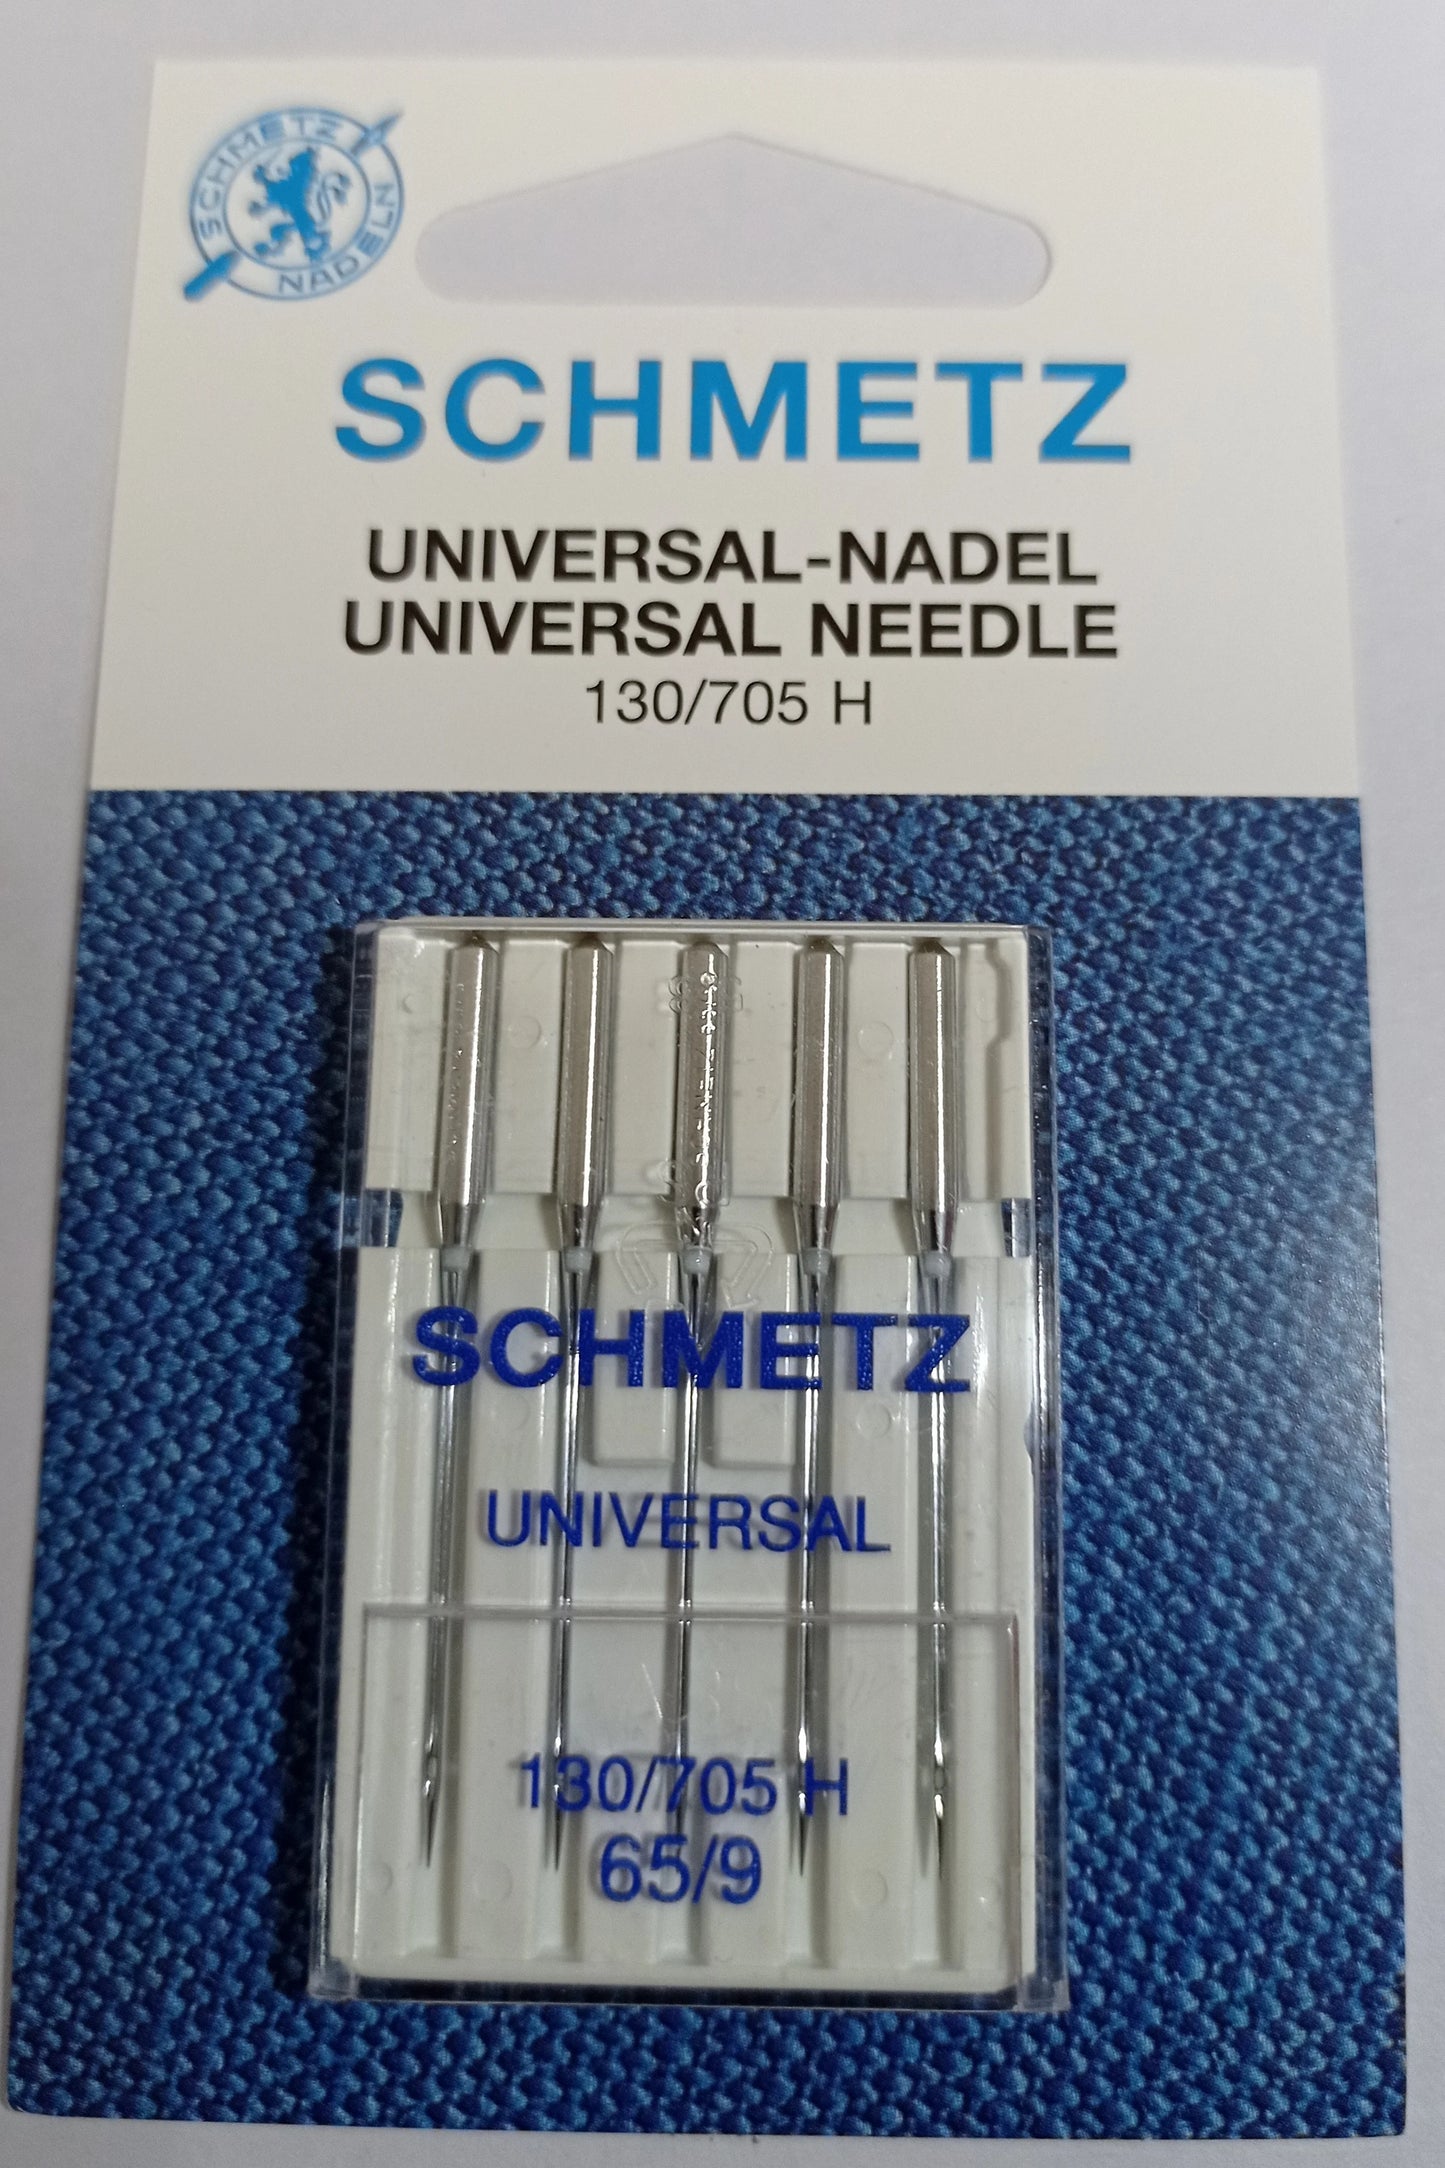 SCHMETZ
NADELN
SCHMETZ
UNIVERSAL-NADEL
UNIVERSAL NEEDLE
130/705 H
SCHMETZ
UNIVERSAL
130/705 H
65/9